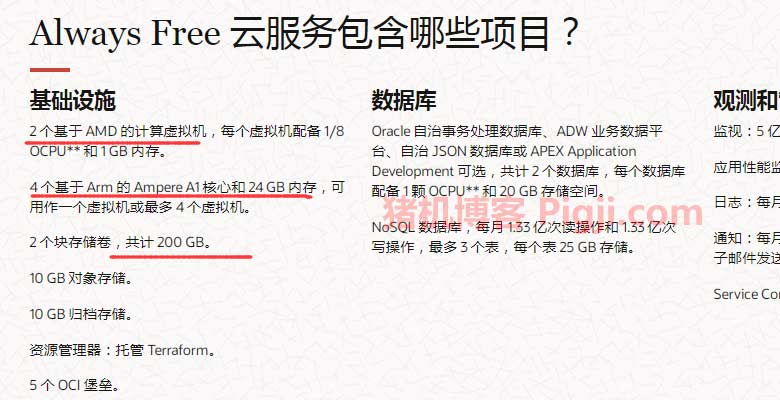 Always Free 云服务包含哪些项目？
基础设施
2 个基于 AMD 的计算虚拟机，每个虚拟机配备 1/8
OCPU** 和 1 GB 内存。
4 个基于 Arm 的 Ampere A1 核心和 24 GB 内存，可
用作一个虚拟机或最多 4 个虚拟机。
2 个块存储卷，共计 200 GB。
10 GB 对象存储。
10 GB 归档存储。
资源管理器：托管 Terraform。
5 个 OCI 堡垒。
数据库
Oracle 自治事务处理数据库、ADW 业务数据平
台、自治 JSON 数据库或 APEX Application
Development 可选，共计 2 个数据库，每个数据库
配备 1 颗 OCPU** 和 20 GB 存储空间。
NoSQL 数据库，每月 1.33 亿次读操作和 1.33 亿次
写操作，最多 3 个表，每个表 25 GB 存储。
猪机博客 Pigji.com
观测和
监视：5 亿
应用性能监
日志：每月
通知：每月
子邮件发送
Service Con